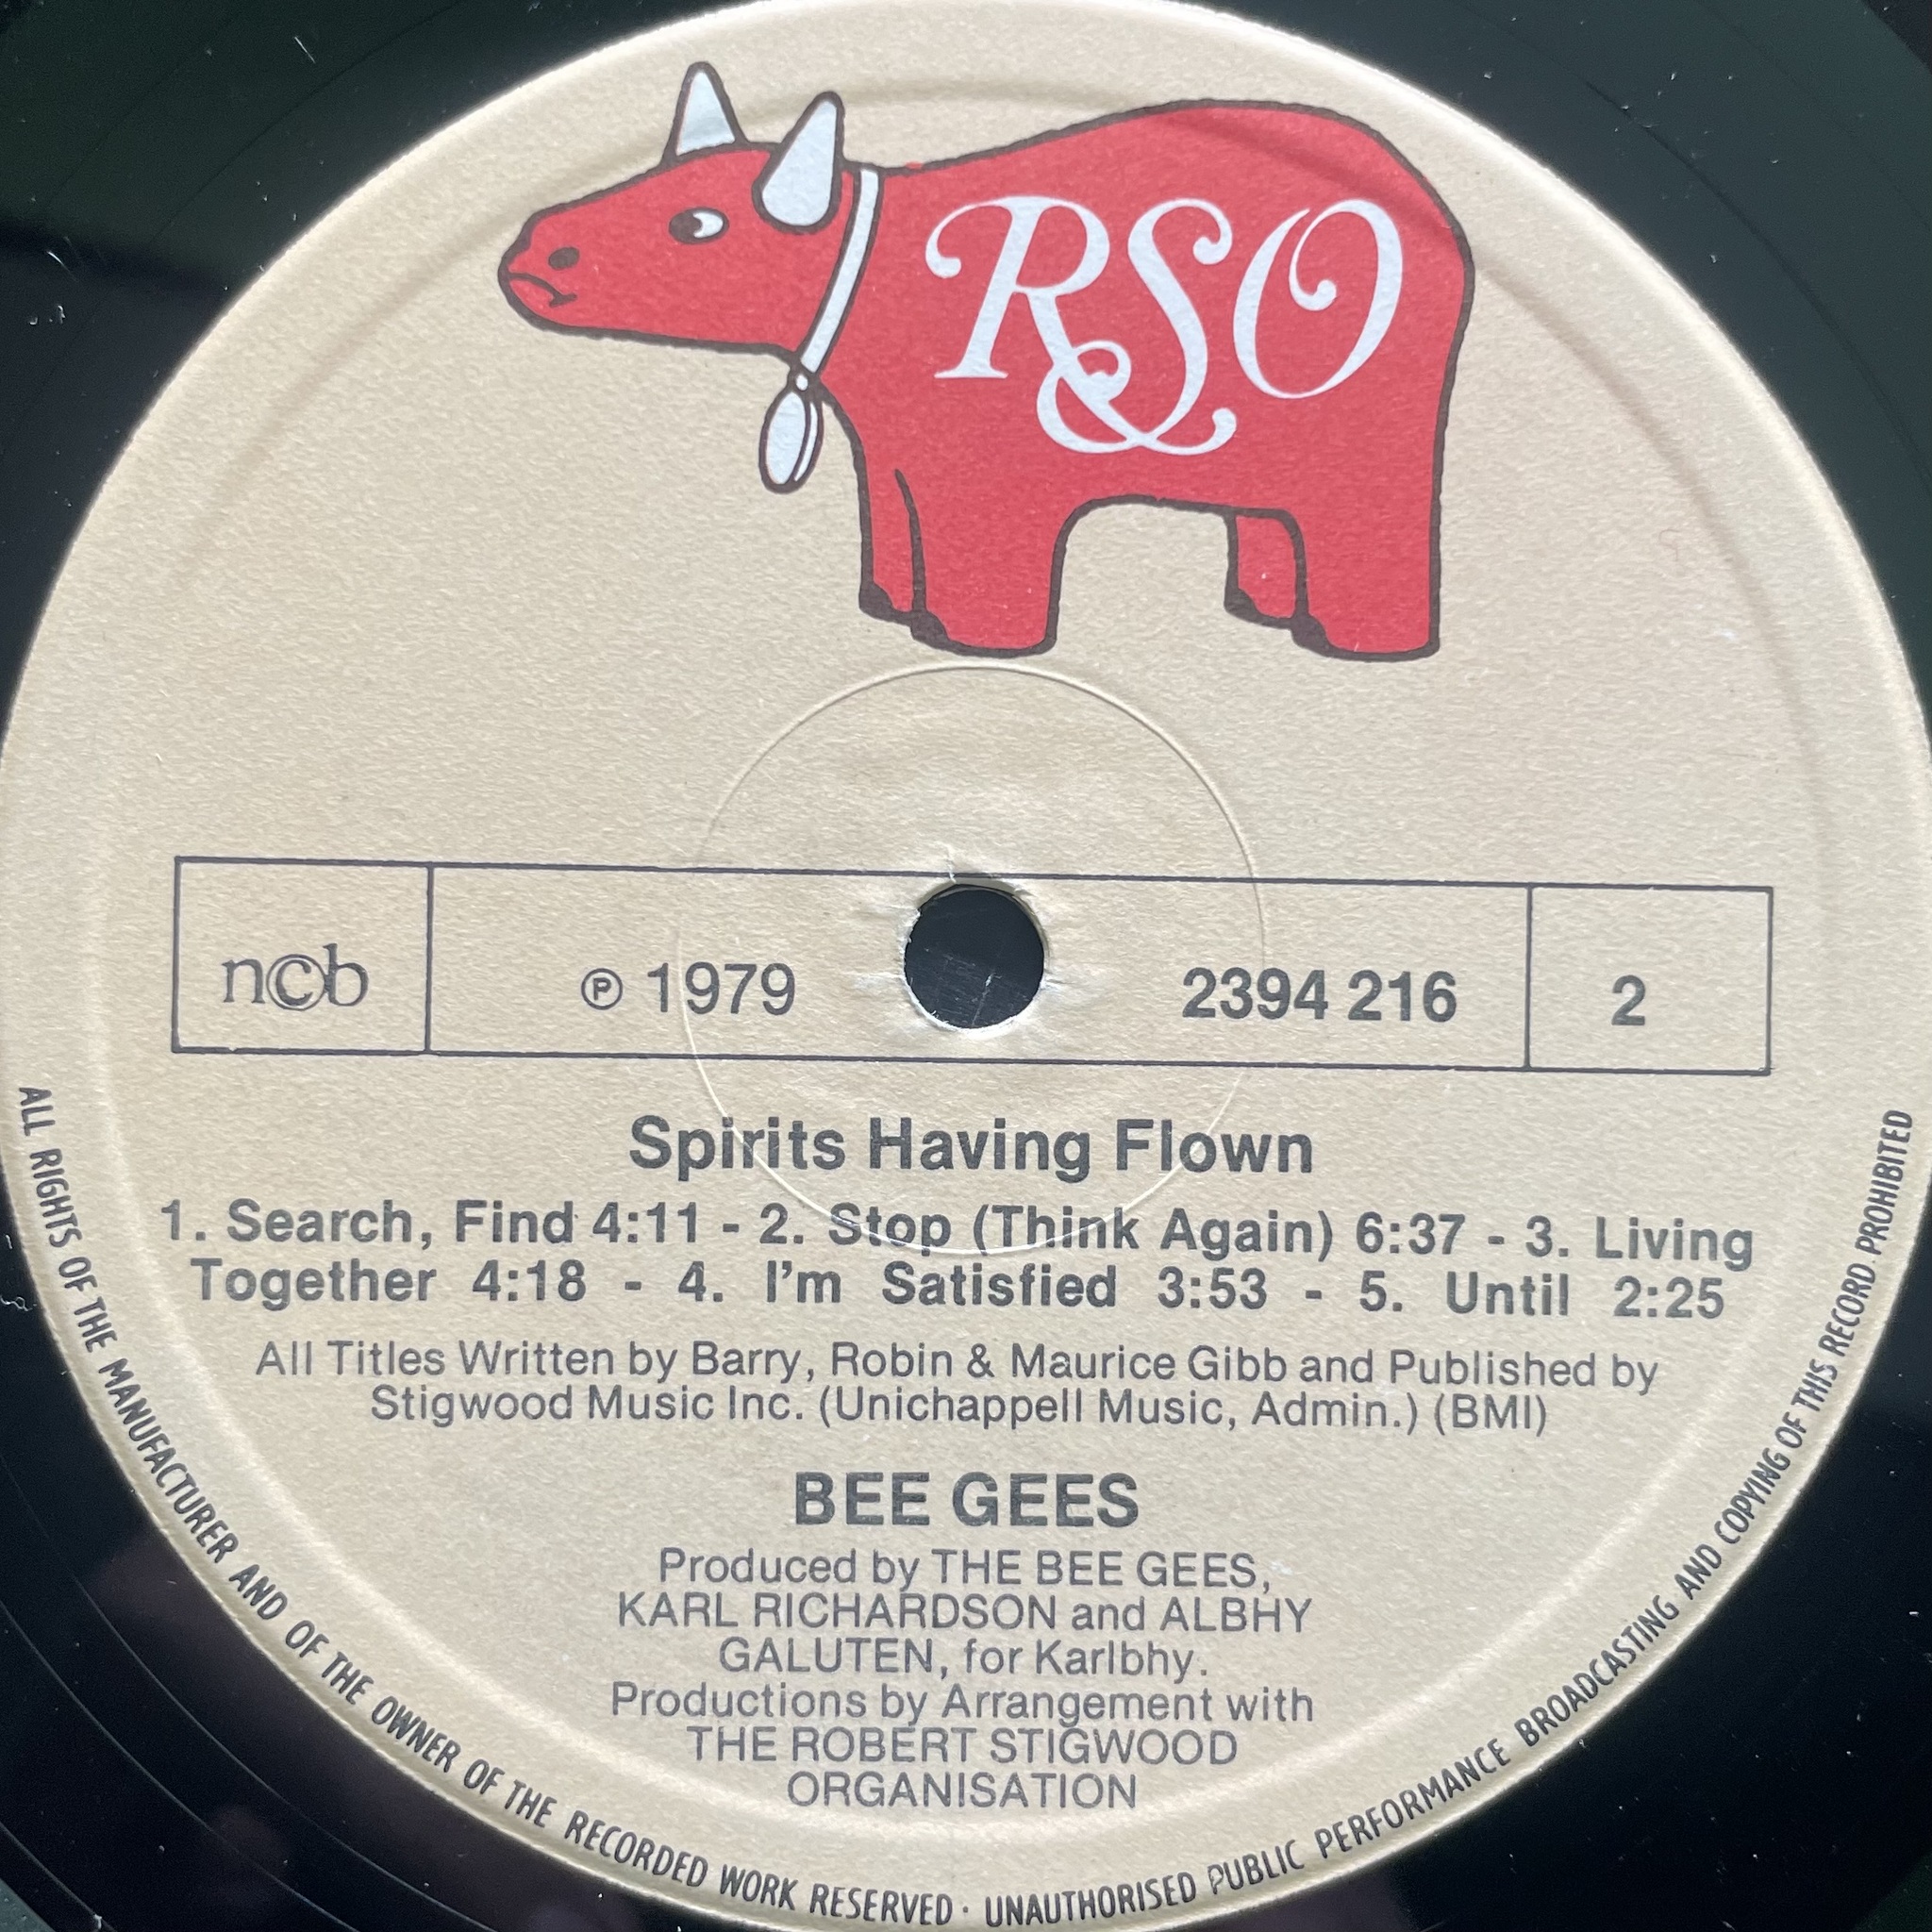 RSO
ncb
℗ 1979
2394 216
2
Spirits Having Flown
1. Search, Find 4:11 - 2. Stop (Think Again) 6:37 - 3. Living
Together 4:18 - 4. I'm Satisfied 3:53 - 5. Until 2:25
All Titles Written by Barry, Robin & Maurice Gibb and Published by
Stigwood Music Inc. (Unichappell Music, Admin.) (BMI)
BEE GEES
Produced by THE BEE GEES,
KARL RICHARDSON and ALBHY
GALUTEN, for Karlbhy.
Productions by Arrangement with
THE ROBERT STIGWOOD
ORGANISATION
ALL RIGHTS OF THE MANUFACTURER AND OF THE OWNER OF THE RECORDED WORK RESERVED · UNAUTHORISED PUBLIC PERFORMANCE BROADCASTING AND COPYING OF THIS RECORD PROHIBITED